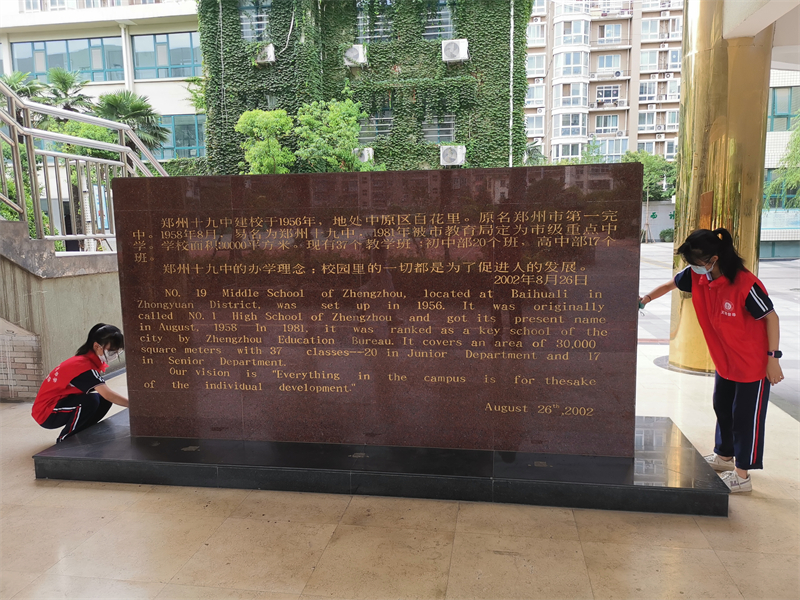 郑州十九中建校于1956年，地处中原区百花里。原名郑州市第一完
中。1958年8月，易名为郑州十九中，1981年被市教育局定为市级重点中
学。学校面积30000平方米。现有37个教学班，初中部20个班，高中部17个
班。
郑州十九中的办学理念：校园里的一切都是为了促进人的发展。
2002年8月26日
NO. 19 Middle School of Zhengzhou, located at Baihuali in
Zhongyuan District, was set up in 1956. It was originally
called NO.1 High School of Zhengzhou and got its present name
in August, 1958 In 1981, it was ranked as a key school of the
city by Zhengzhou Education Bureau. It covers an area of 30,000
square meters with 37 classes--20 in Junior Department and 17
in Senior Department.
Our vision is "Everything in the campus is for thesake
of the individual development."
August 26th,2002